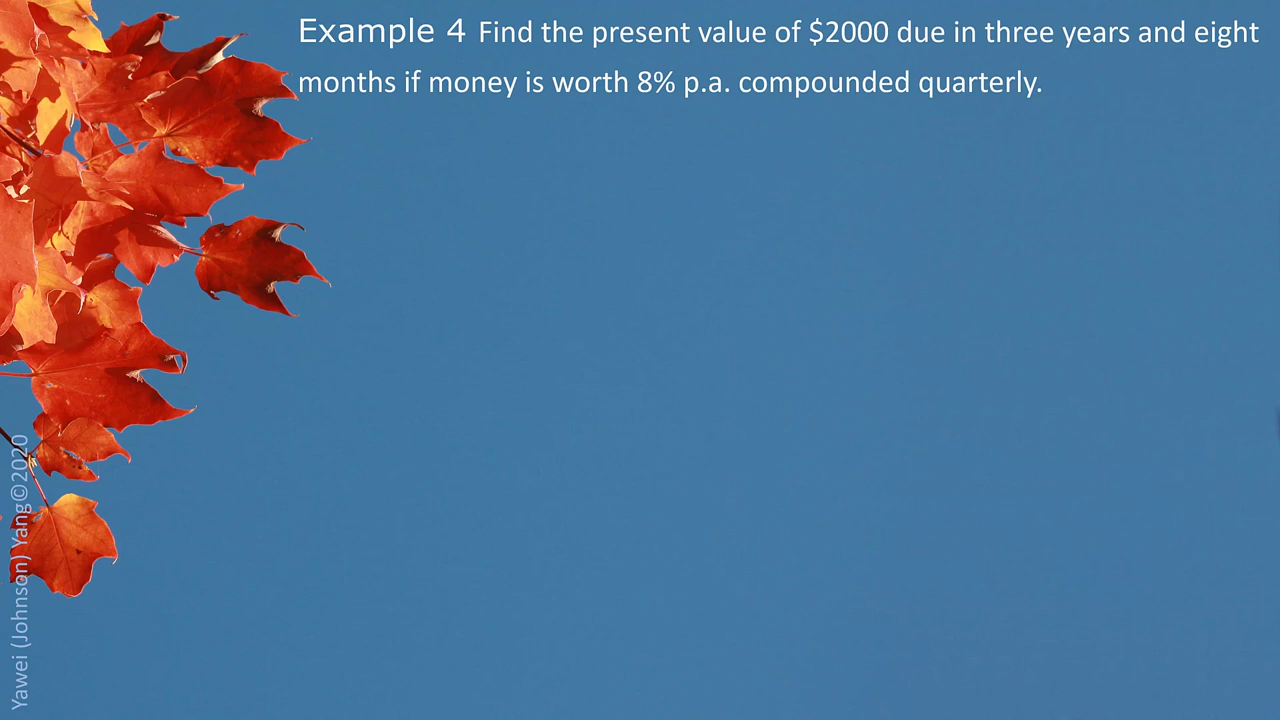 Example 4 Find the present value of $2000 due in three years and eight
months if money is worth 8% p.a. compounded quarterly.
Yawei (Johnson) Yang©2020